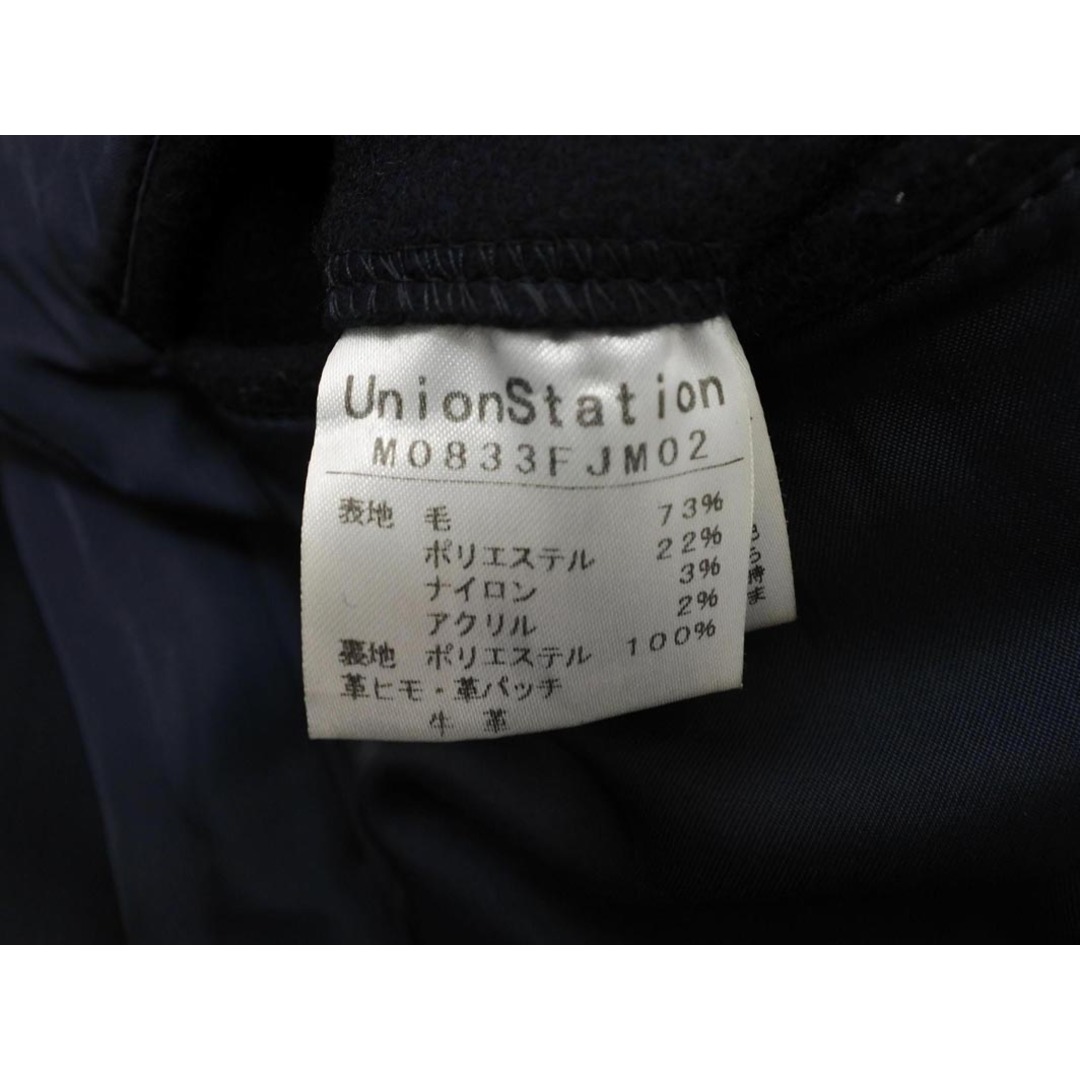 UnionStation
M0833FJM02
表地 毛 73%
ポリエステル 22%
ナイロン 3%
アクリル 2%
裏地 ポリエステル 100%
革ヒモ・革パッチ
牛革